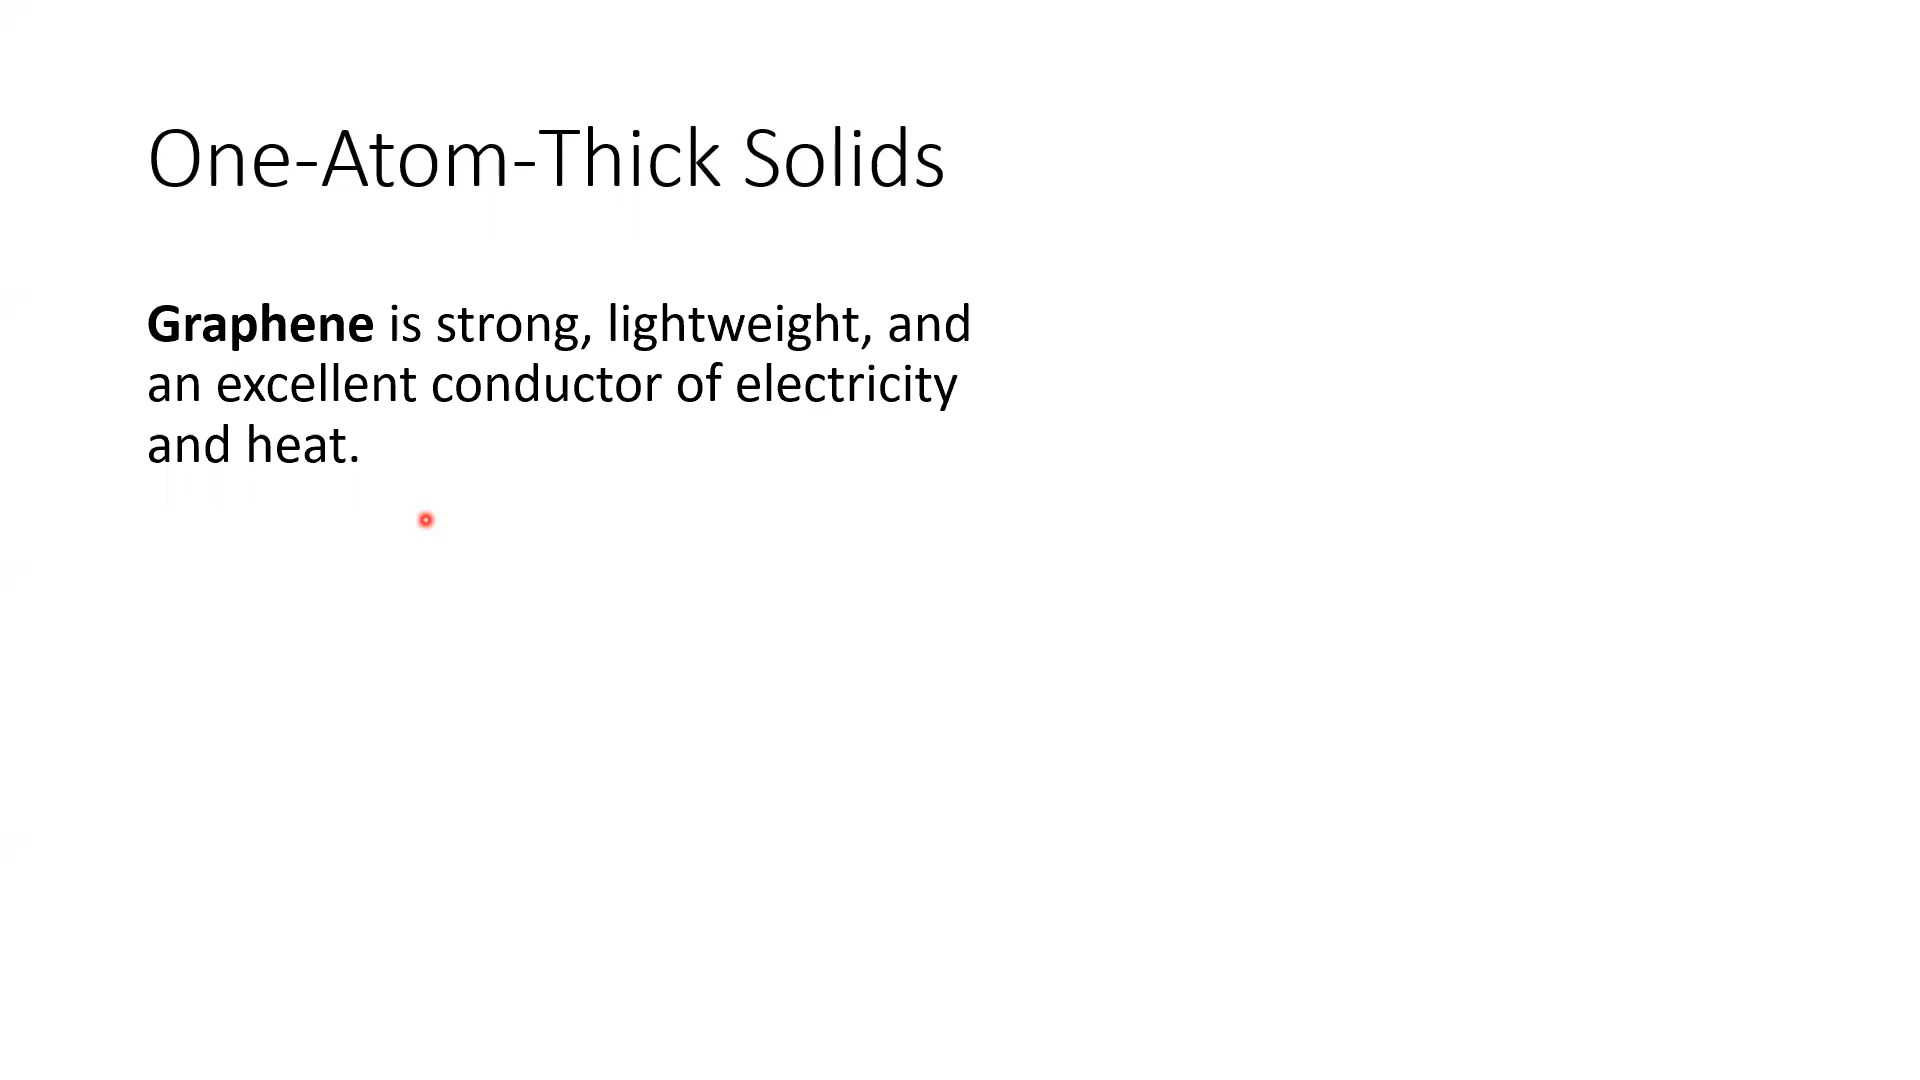 One-Atom-Thick Solids
Graphene is strong, lightweight, and
an excellent conductor of electricity
and heat.